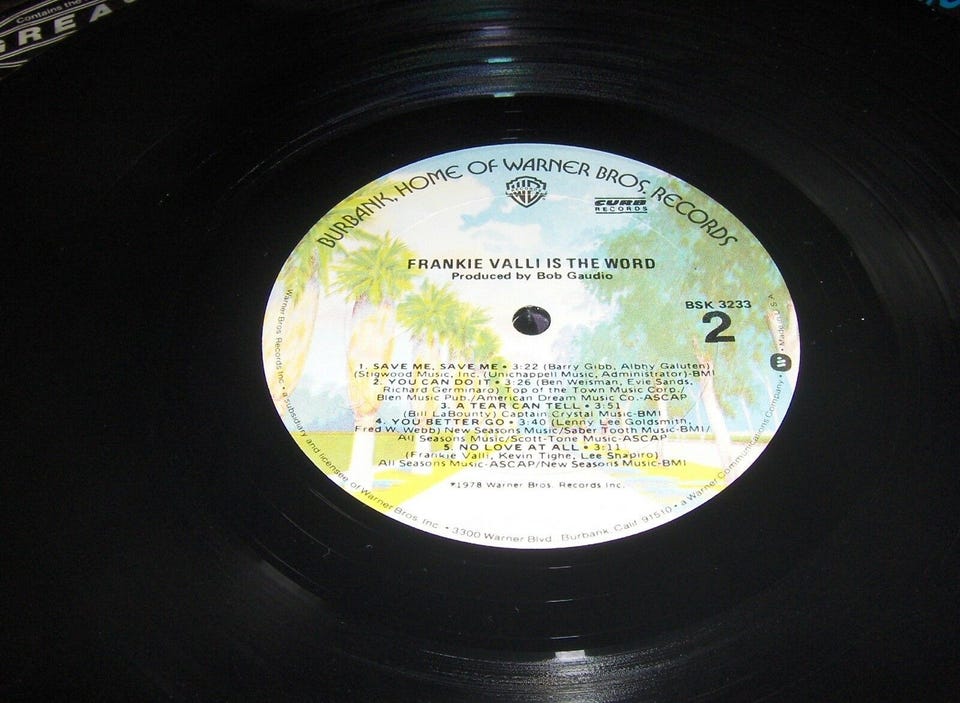 Contains the
GREA
BURBANK, HOME OF WARNER BROS. RECORDS
CURB
RECORDS
FRANKIE VALLI IS THE WORD
Produced by Bob Gaudio
BSK 3233
2
1. SAVE ME, SAVE ME • 3:22 (Barry Gibb, Albby Galuten)
(Stigwood Music, Inc. (Unichappell Music, Administrator)-BMI
2. YOU CAN DO IT • 3:26 (Ben Weisman, Evie Sands,
Richard Germinaro) Top of the Town Music Corp./
Blen Music Pub./American Dream Music Co.-ASCAP
3. A TEAR CAN TELL • 3:51
(Bill LaBounty) Captain Crystal Music-BMI
4. YOU BETTER GO • 3:40 (Lenny Lee Goldsmith,
Fred W. Webb) New Seasons Music/Saber Tooth Music-BMI/
All Seasons Music/Scott-Tone Music-ASCAP
5. NO LOVE AT ALL • 3:11
(Frankie Valli, Kevin Tighe, Lee Shapiro)
All Seasons Music-ASCAP/New Seasons Music-BMI
℗1978 Warner Bros. Records Inc.
Warner Bros. Records Inc. • a subsidiary and licensee of Warner Bros. Inc. • 3300 Warner Blvd., Burbank, Calif. 91510 • a Warner Communications Company •